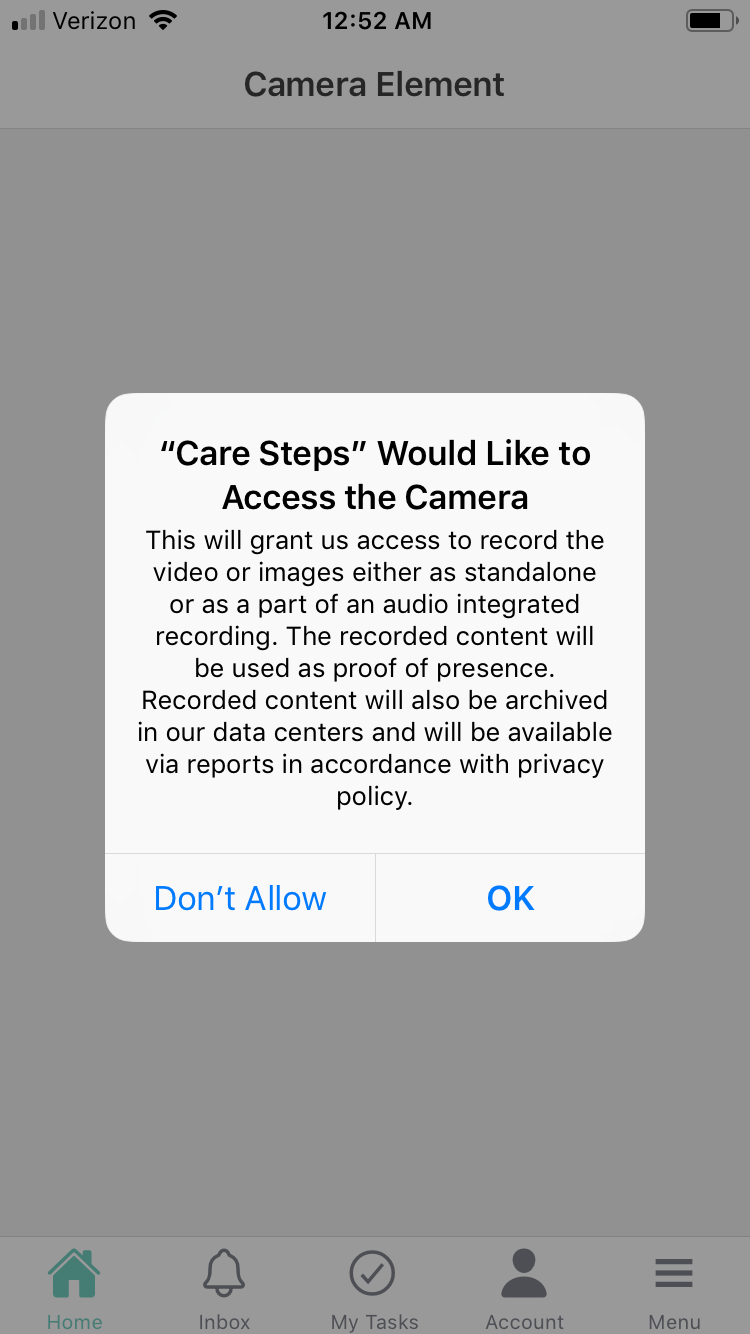 Verizon 12:52 AM
Camera Element
“Care Steps” Would Like to
Access the Camera
This will grant us access to record the
video or images either as standalone
or as a part of an audio integrated
recording. The recorded content will
be used as proof of presence.
Recorded content will also be archived
in our data centers and will be available
via reports in accordance with privacy
policy.
Don’t Allow OK
Home Inbox My Tasks Account Menu